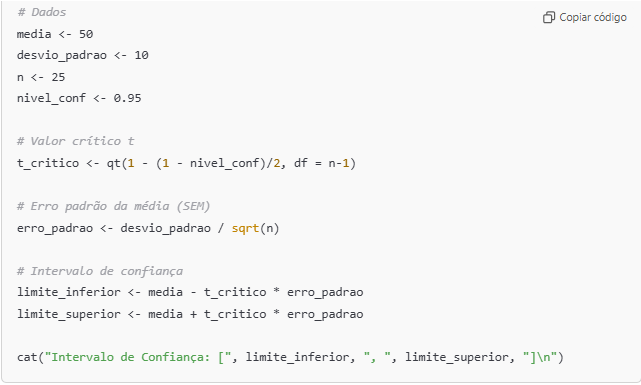 # Dados
Copiar código
media <- 50
desvio_padrao <- 10
n <- 25
nivel_conf <- 0.95
# Valor crítico t
t_critico <- qt(1 - (1 - nivel_conf)/2, df = n-1)
# Erro padrão da média (SEM)
erro_padrao <- desvio_padrao / sqrt(n)
# Intervalo de confiança
limite_inferior <- media - t_critico * erro_padrao
limite_superior <- media + t_critico * erro_padrao
cat("Intervalo de Confiança: [", limite_inferior, ", ", limite_superior, "]\n")